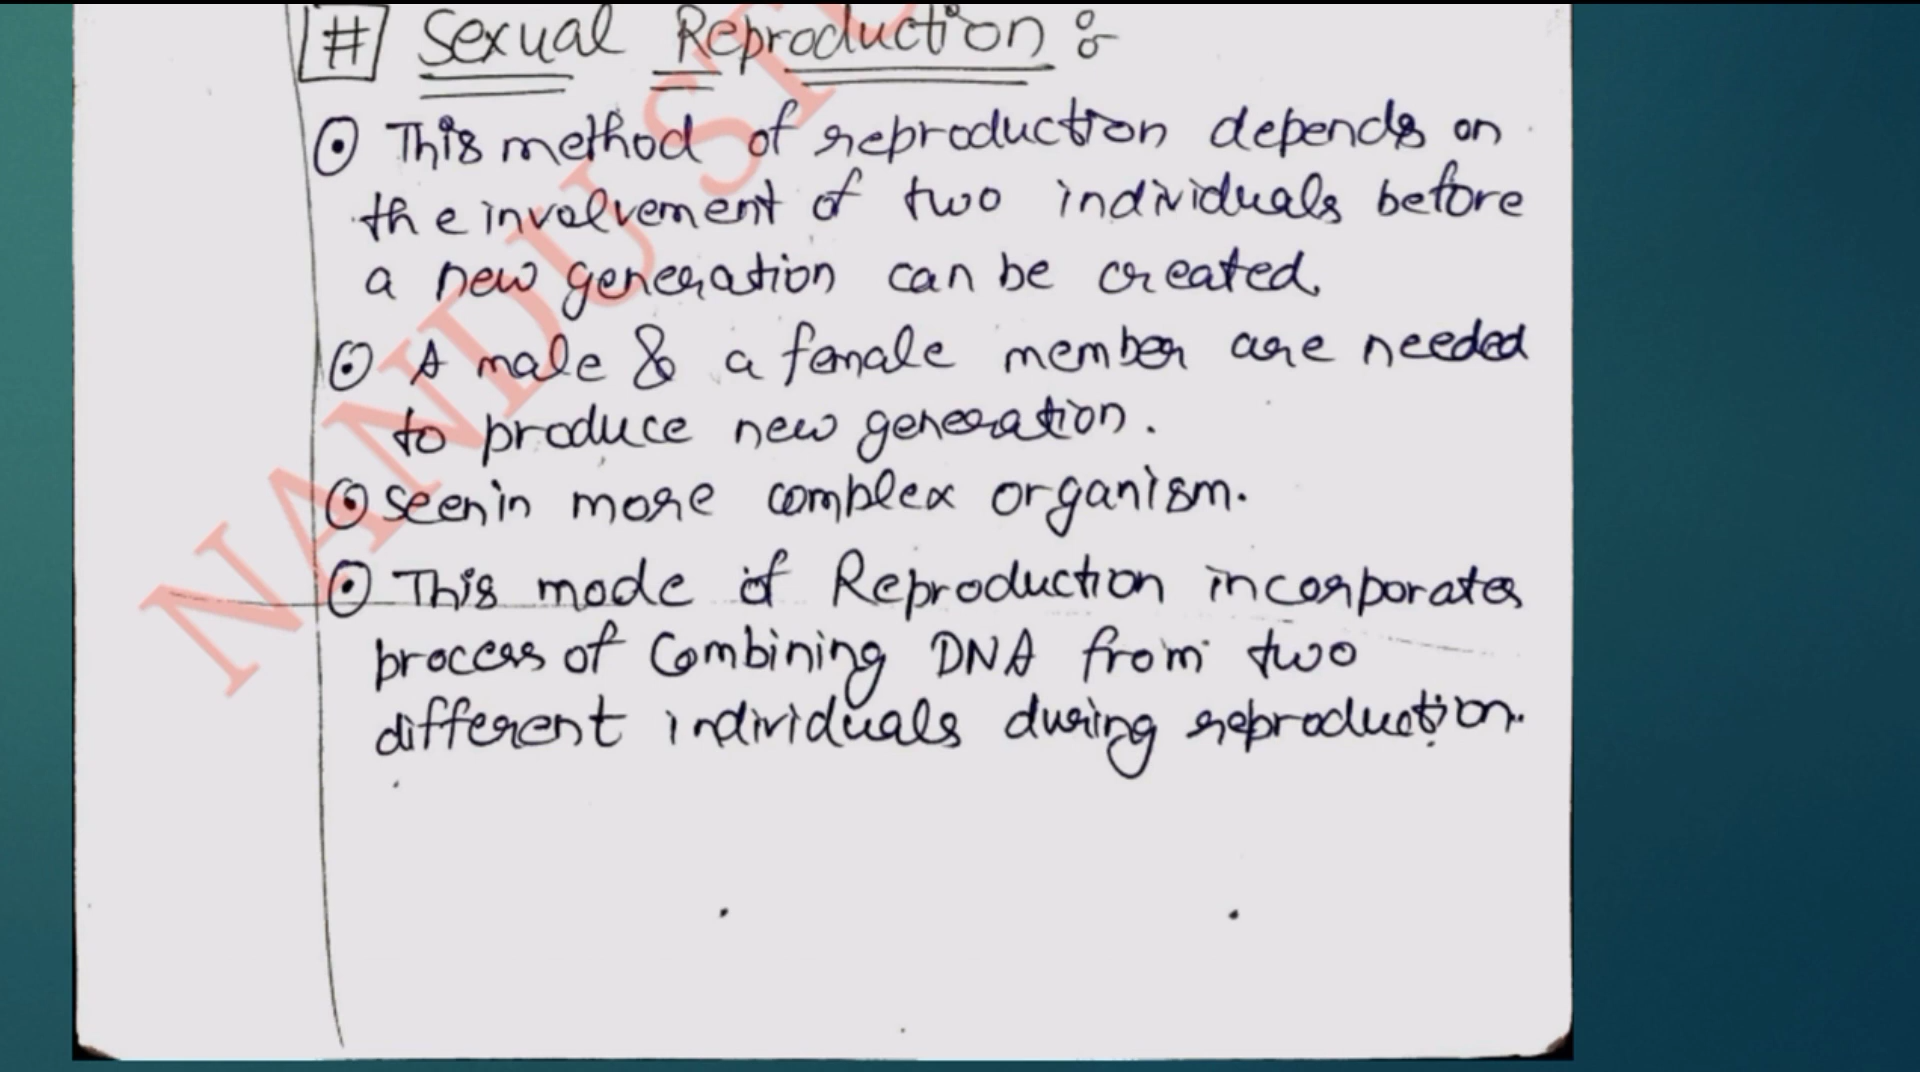 # Sexual Reproduction :-
⊙ This method of reproduction depends on
the involvement of two individuals before
a new generation can be created.
⊙ A male & a female member are needed
to produce new generation.
⊙ seen in more complex organism.
⊙ This mode of Reproduction incorporates
process of Combining DNA from two
different individuals during reproduction.
NANDU ST